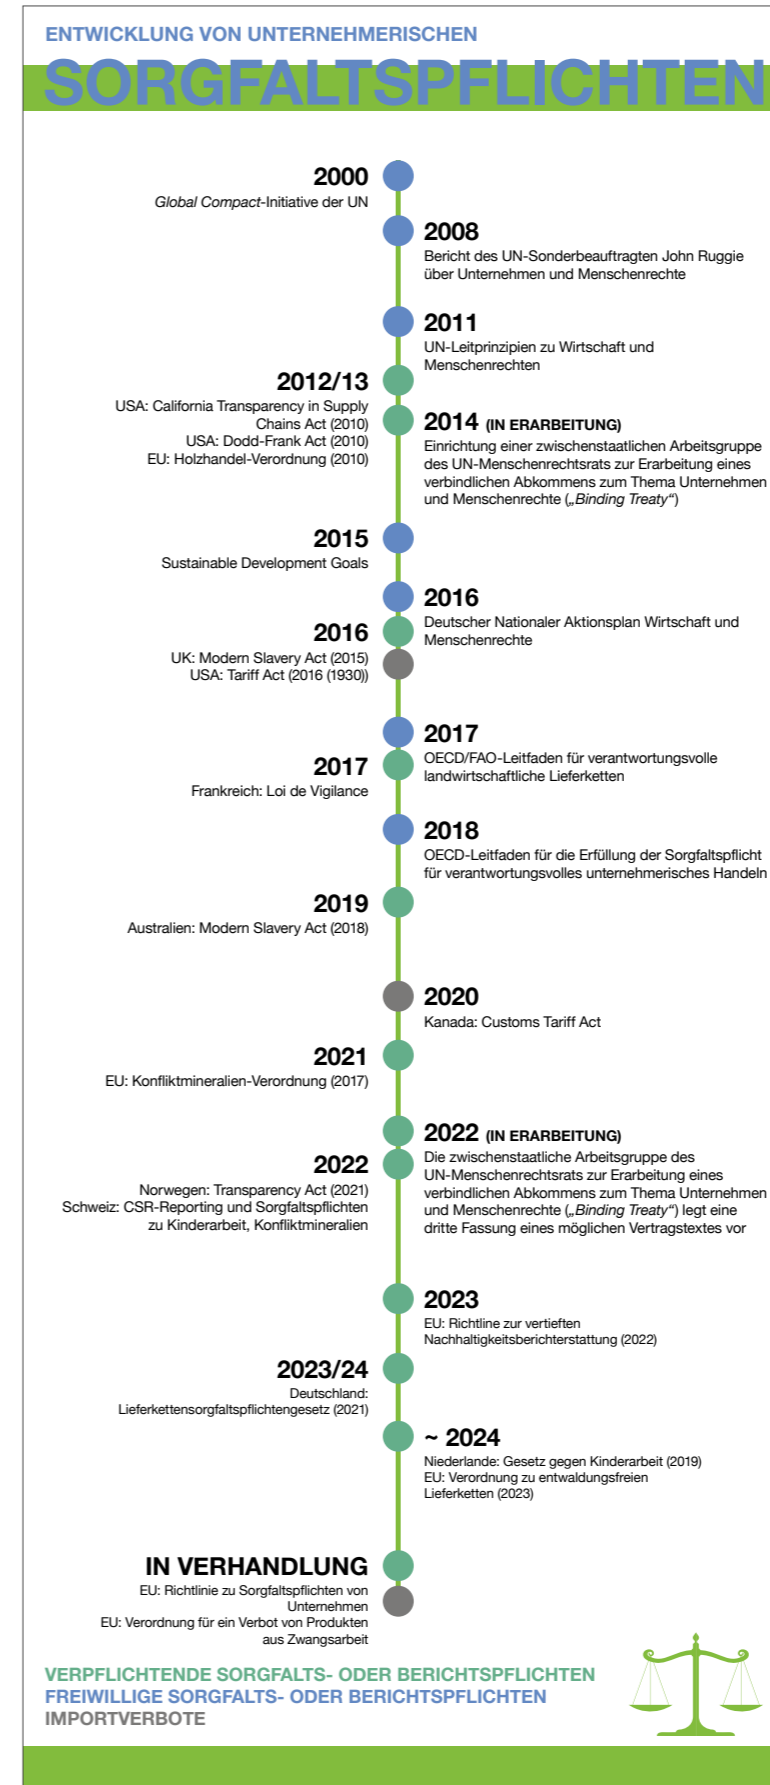 ENTWICKLUNG VON UNTERNEHMERISCHEN
SORGFALTSPFLICHTEN
2000
Global Compact-Initiative der UN
2008
Bericht des UN-Sonderbeauftragten John Ruggie
über Unternehmen und Menschenrechte
2011
UN-Leitprinzipien zu Wirtschaft und
Menschenrechten
2012/13
USA: California Transparency in Supply
Chains Act (2010)
USA: Dodd-Frank Act (2010)
EU: Holzhandel-Verordnung (2010)
2014 (IN ERARBEITUNG)
Einrichtung einer zwischenstaatlichen Arbeitsgruppe
des UN-Menschenrechtsrats zur Erarbeitung eines
verbindlichen Abkommens zum Thema Unternehmen
und Menschenrechte („Binding Treaty“)
2015
Sustainable Development Goals
2016
Deutscher Nationaler Aktionsplan Wirtschaft und
Menschenrechte
2016
UK: Modern Slavery Act (2015)
USA: Tariff Act (2016 (1930))
2017
OECD/FAO-Leitfaden für verantwortungsvolle
landwirtschaftliche Lieferketten
2017
Frankreich: Loi de Vigilance
2018
OECD-Leitfaden für die Erfüllung der Sorgfaltspflicht
für verantwortungsvolles unternehmerisches Handeln
2019
Australien: Modern Slavery Act (2018)
2020
Kanada: Customs Tariff Act
2021
EU: Konfliktmineralien-Verordnung (2017)
2022 (IN ERARBEITUNG)
Die zwischenstaatliche Arbeitsgruppe des
UN-Menschenrechtsrats zur Erarbeitung eines
verbindlichen Abkommens zum Thema Unternehmen
und Menschenrechte („Binding Treaty“) legt eine
dritte Fassung eines möglichen Vertragstextes vor
2022
Norwegen: Transparency Act (2021)
Schweiz: CSR-Reporting und Sorgfaltspflichten
zu Kinderarbeit, Konfliktmineralien
2023
EU: Richtline zur vertieften
Nachhaltigkeitsberichterstattung (2022)
2023/24
Deutschland:
Lieferkettensorgfaltspflichtengesetz (2021)
~ 2024
Niederlande: Gesetz gegen Kinderarbeit (2019)
EU: Verordnung zu entwaldungsfreien
Lieferketten (2023)
IN VERHANDLUNG
EU: Richtlinie zu Sorgfaltspflichten von
Unternehmen
EU: Verordnung für ein Verbot von Produkten
aus Zwangsarbeit
VERPFLICHTENDE SORGFALTS- ODER BERICHTSPFLICHTEN
FREIWILLIGE SORGFALTS- ODER BERICHTSPFLICHTEN
IMPORTVERBOTE